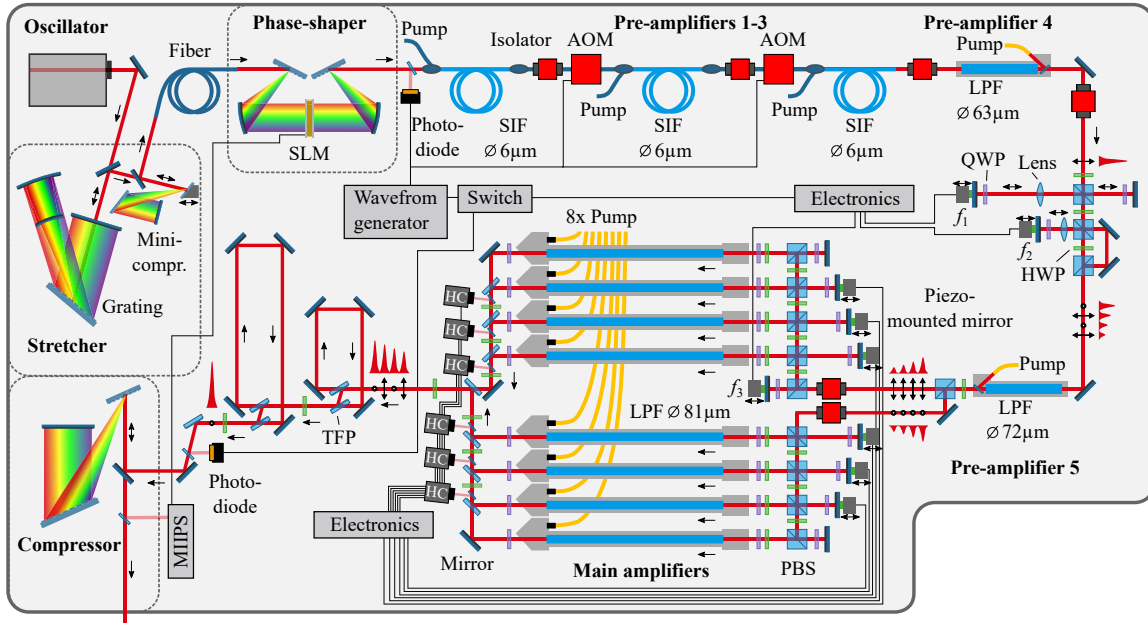 Oscillator
Fiber
Phase-shaper
Pump
Isolator
AOM
Pre-amplifiers 1-3
AOM
Pre-amplifier 4
Pump
SLM
Photo-
diode
SIF
Ø 6µm
Pump
SIF
Ø 6µm
Pump
SIF
Ø 6µm
LPF
Ø 63µm
Mini-
compr.
Grating
Stretcher
Wavefrom
generator
Switch
Electronics
QWP
Lens
f1
f2
HWP
8x Pump
HC
HC
HC
Piezo-
mounted mirror
f3
Pump
LPF
Ø 72µm
Pre-amplifier 5
TFP
LPF Ø 81µm
HC
HC
HC
Photo-
diode
Compressor
MIIPS
Electronics
Mirror
Main amplifiers
PBS